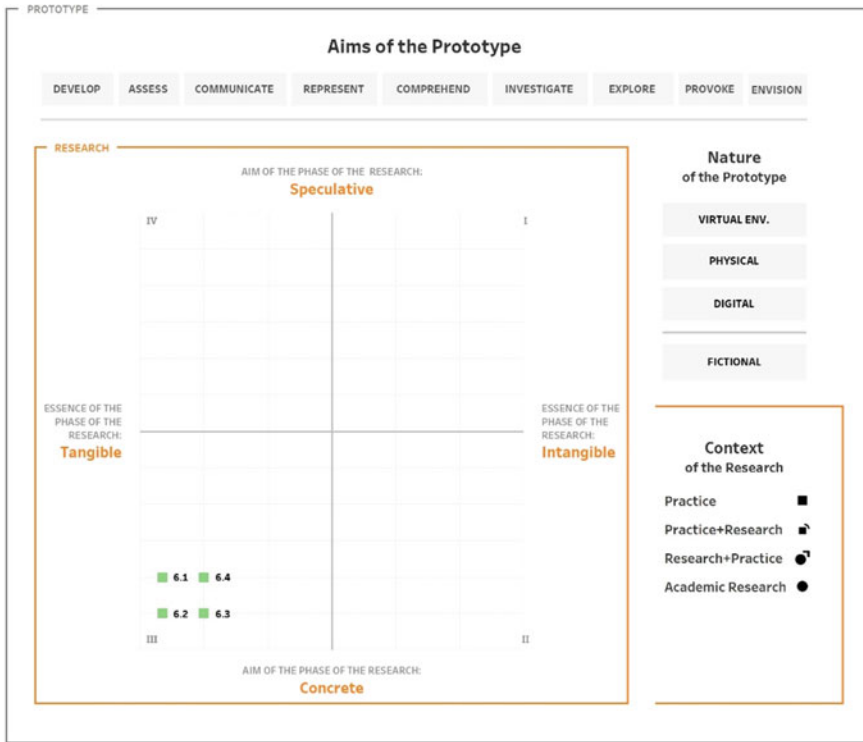 PROTOTYPE
Aims of the Prototype
DEVELOP
ASSESS
COMMUNICATE
REPRESENT
COMPREHEND
INVESTIGATE
EXPLORE
PROVOKE
ENVISION
RESEARCH
AIM OF THE PHASE OF THE RESEARCH:
Speculative
IV
I
ESSENCE OF THE
PHASE OF THE
RESEARCH:
Tangible
ESSENCE OF THE
PHASE OF THE
RESEARCH:
Intangible
6.1
6.4
6.2
6.3
III
II
AIM OF THE PHASE OF THE RESEARCH:
Concrete
Nature
of the Prototype
VIRTUAL ENV.
PHYSICAL
DIGITAL
FICTIONAL
Context
of the Research
Practice
Practice+Research
Research+Practice
Academic Research